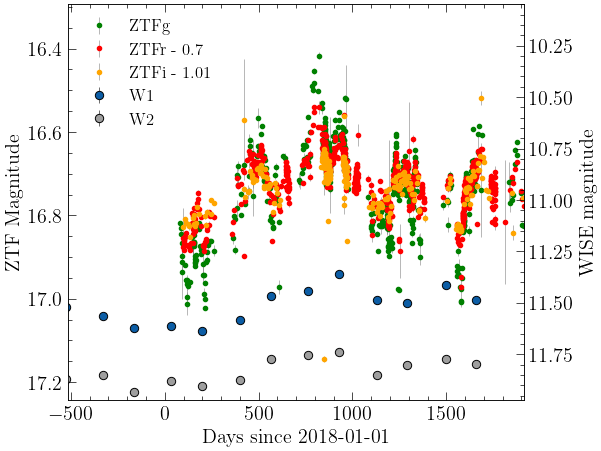 ZTFg
ZTFr - 0.7
ZTFi - 1.01
W1
W2
16.4
16.6
16.8
17.0
17.2
ZTF Magnitude
10.25
10.50
10.75
11.00
11.25
11.50
11.75
WISE magnitude
−500
0
500
1000
1500
Days since 2018-01-01